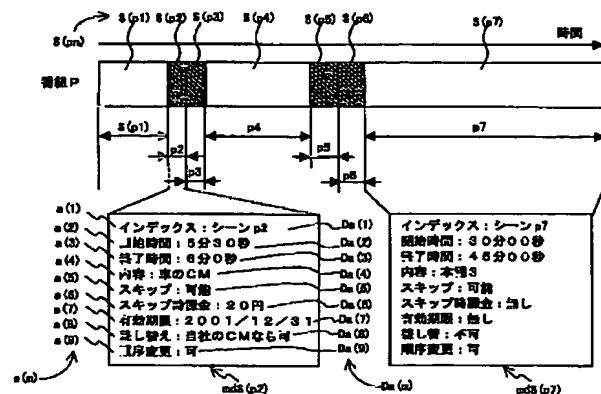 S(pn)
S(p1)
S(p2)
S(p3)
S(p4)
S(p5)
S(p6)
S(p7)
時間
番組P
S(p1)
p2
p3
p4
p5
p6
p7
a(1)
a(2)
a(3)
a(4)
a(5)
a(6)
a(7)
a(8)
a(9)
a(n)
インデックス:シーンp2
開始時間:5分30秒
終了時間:6分0秒
内容:車のCM
スキップ:可能
スキップ時課金:20円
有効期限:2001/12/31
差し替え:当社のCMなら可
順序変更:可
mdS(p2)
Da(1)
Da(2)
Da(3)
Da(4)
Da(5)
Da(6)
Da(7)
Da(8)
Da(9)
Da(n)
インデックス:シーンp7
開始時間:30分00秒
終了時間:45分00秒
内容:本編3
スキップ:可能
スキップ時課金:無し
有効期限:無し
差し替:不可
順序変更:可
mdS(p7)